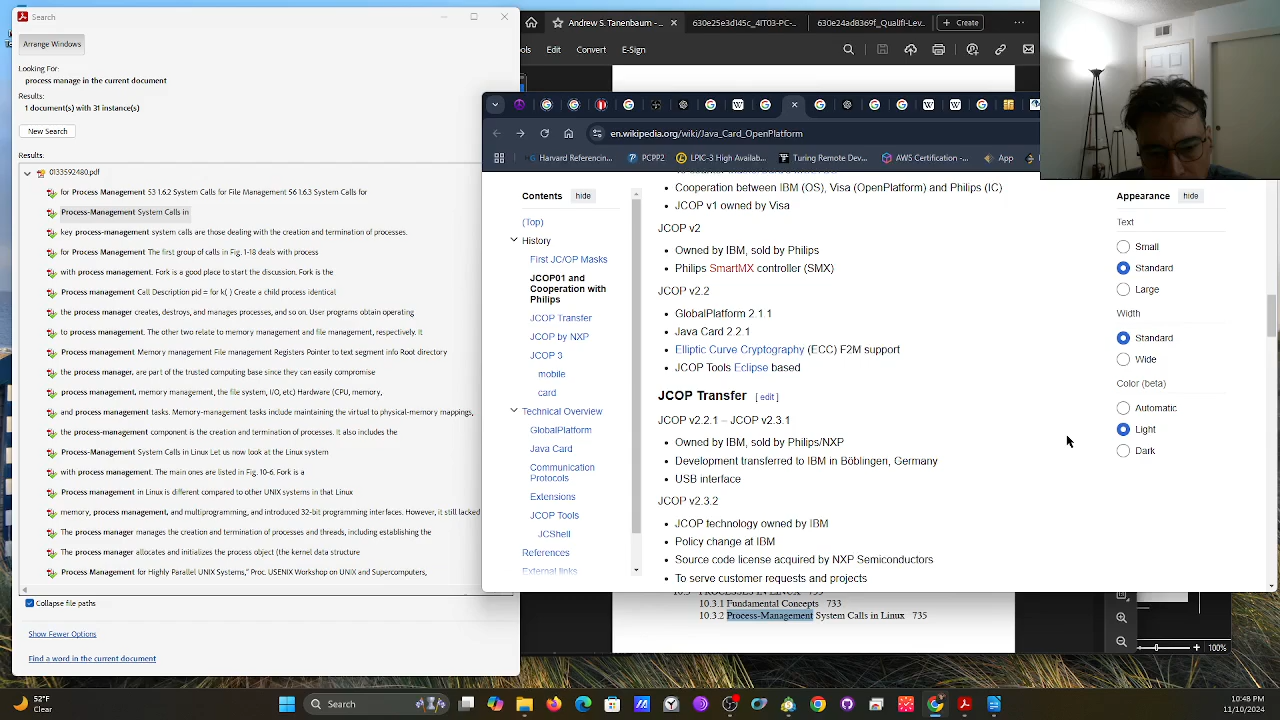 Search
Arrange Windows
Looking For:
process manage in the current document
Results:
1 document(s) with 31 instance(s)
New Search
Results:
0133592480.pdf
for Process Management 53 1.6.2 System Calls for File Management 56 1.6.3 System Calls for
Process-Management System Calls in
key process-management system calls are those dealing with the creation and termination of processes.
for Process Management The first group of calls in Fig. 1-18 deals with process
with process management. Fork is a good place to start the discussion. Fork is the
Process management Call Description pid = for k( ) Create a child process identical
the process manager creates, destroys, and manages processes, and so on. User programs obtain operating
to process management. The other two relate to memory management and file management, respectively. It
Process management Memory management File management Registers Pointer to text segment info Root directory
the process manager, are part of the trusted computing base since they can easily compromise
process management, memory management, the file system, I/O, etc) Hardware (CPU, memory,
and process management tasks. Memory-management tasks include maintaining the virtual to physical-memory mappings,
the process-management component is the creation and termination of processes. It also includes the
Process-Management System Calls in Linux Let us now look at the Linux system
with process management. The main ones are listed in Fig. 10-6. Fork is a
Process management in Linux is different compared to other UNIX systems in that Linux
memory, process management, and multiprogramming, and introduced 32-bit programming interfaces. However, it still lacked
The process manager manages the creation and termination of processes and threads, including establishing the
The process manager allocates and initializes the process object (the kernel data structure
Process Management for Highly Parallel UNIX Systems," Proc. USENIX Workshop on UNIX and Supercomputers,
Collapse file paths
Show Fewer Options
Find a word in the current document
Andrew S.Tanenbaum -
630e25e3d145c_4IT03-PC-...
630e24ad8369f_Qualifi-Lev...
Create
ols Edit Convert E-Sign
en.wikipedia.org/wiki/Java_Card_OpenPlatform
Harvard Referencin...
PCPP2
LPIC-3 High Availab...
Turing Remote Dev...
AWS Certification -...
App
Contents hide
(Top)
History
First JC/OP Masks
JCOP01 and
Cooperation with
Philips
JCOP Transfer
JCOP by NXP
JCOP 3
mobile
card
Technical Overview
GlobalPlatform
Java Card
Communication
Protocols
Extensions
JCOP Tools
JCShell
References
External links
Cooperation between IBM (OS), Visa (OpenPlatform) and Philips (IC)
JCOP v1 owned by Visa
JCOP v2
Owned by IBM, sold by Philips
Philips SmartMX controller (SMX)
JCOP v2.2
GlobalPlatform 2.1.1
Java Card 2.2.1
Elliptic Curve Cryptography (ECC) F2M support
JCOP Tools Eclipse based
JCOP Transfer [ edit ]
JCOP v2.2.1 – JCOP v2.3.1
Owned by IBM, sold by Philips/NXP
Development transferred to IBM in Böblingen, Germany
USB interface
JCOP v2.3.2
JCOP technology owned by IBM
Policy change at IBM
Source code license acquired by NXP Semiconductors
To serve customer requests and projects
Appearance hide
Text
Small
Standard
Large
Width
Standard
Wide
Color (beta)
Automatic
Light
Dark
10.3 PROCESSES IN LINUX 733
10.3.1 Fundamental Concepts 733
10.3.2 Process-Management System Calls in Linux 735
100%
52°F
Clear
Search
10:48 PM
11/10/2024